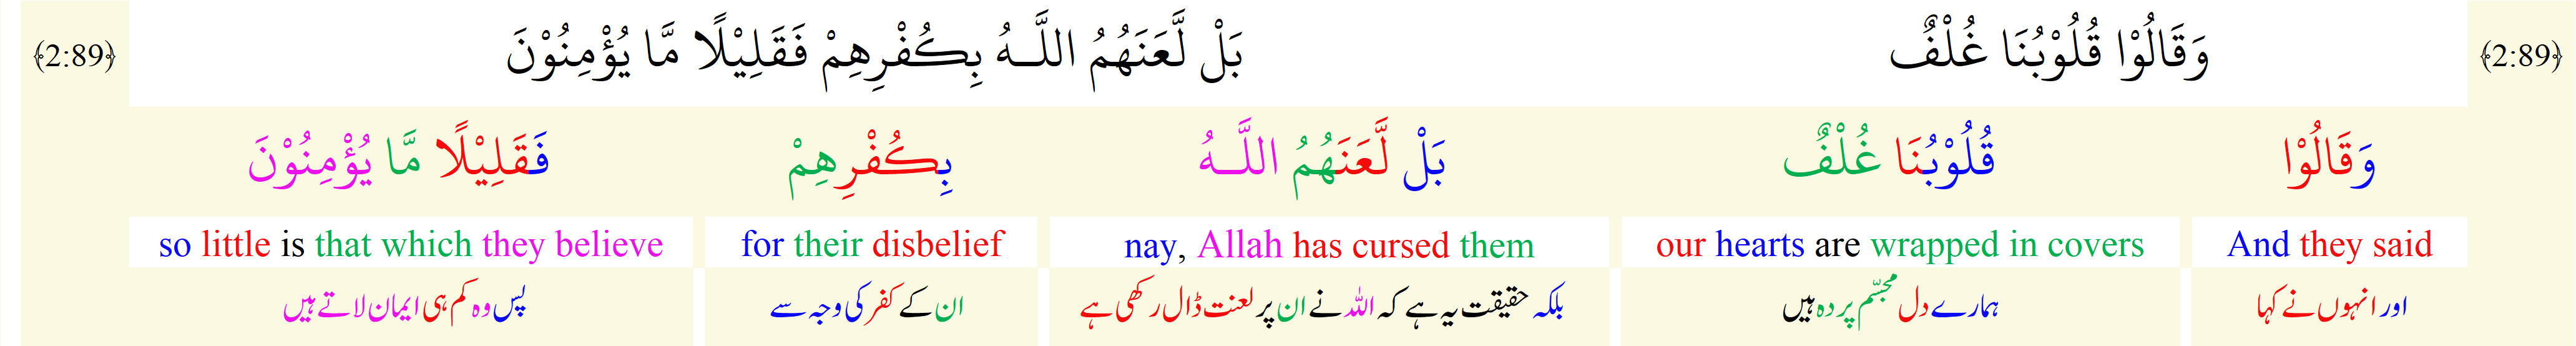 ﴿2:89﴾ وَقَالُوْا قُلُوْبُنَا غُلْفٌ بَلْ لَّعَنَهُمُ اللَّـهُ بِكُفْرِهِمْ فَقَلِيْلًا مَّا يُؤْمِنُوْنَ ﴿2:89﴾
وَقَالُوْا قُلُوْبُنَا غُلْفٌ بَلْ لَّعَنَهُمُ اللَّـهُ بِكُفْرِهِمْ فَقَلِيْلًا مَّا يُؤْمِنُوْنَ
And they said our hearts are wrapped in covers nay, Allah has cursed them for their disbelief so little is that which they believe
اور انہوں نے کہا ہمارے دل مجسّم پردہ ہیں بلکہ حقیقت یہ ہے کہ اللہ نے ان پر لعنت ڈال رکھی ہے ان کے کفر کی وجہ سے پس وہ کم ہی ایمان لاتے ہیں